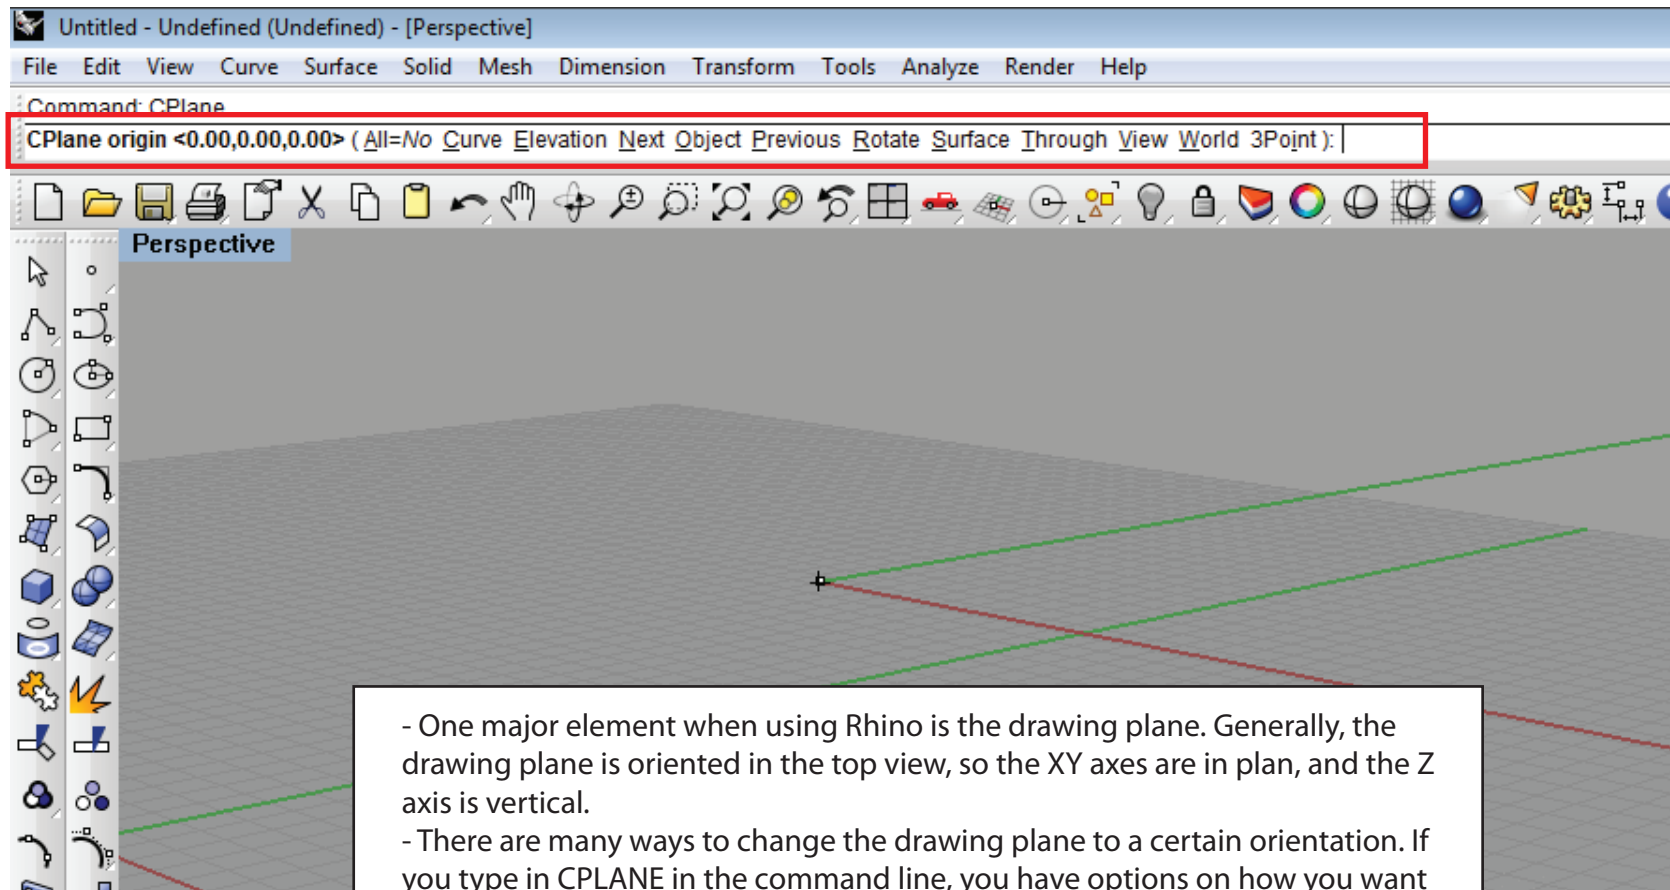 Untitled - Undefined (Undefined) - [Perspective]
File Edit View Curve Surface Solid Mesh Dimension Transform Tools Analyze Render Help
Command: CPlane
CPlane origin <0.00,0.00,0.00> ( All=No Curve Elevation Next Object Previous Rotate Surface Through View World 3Point ):
Perspective
- One major element when using Rhino is the drawing plane. Generally, the
drawing plane is oriented in the top view, so the XY axes are in plan, and the Z
axis is vertical.
- There are many ways to change the drawing plane to a certain orientation. If
you type in CPLANE in the command line, you have options on how you want